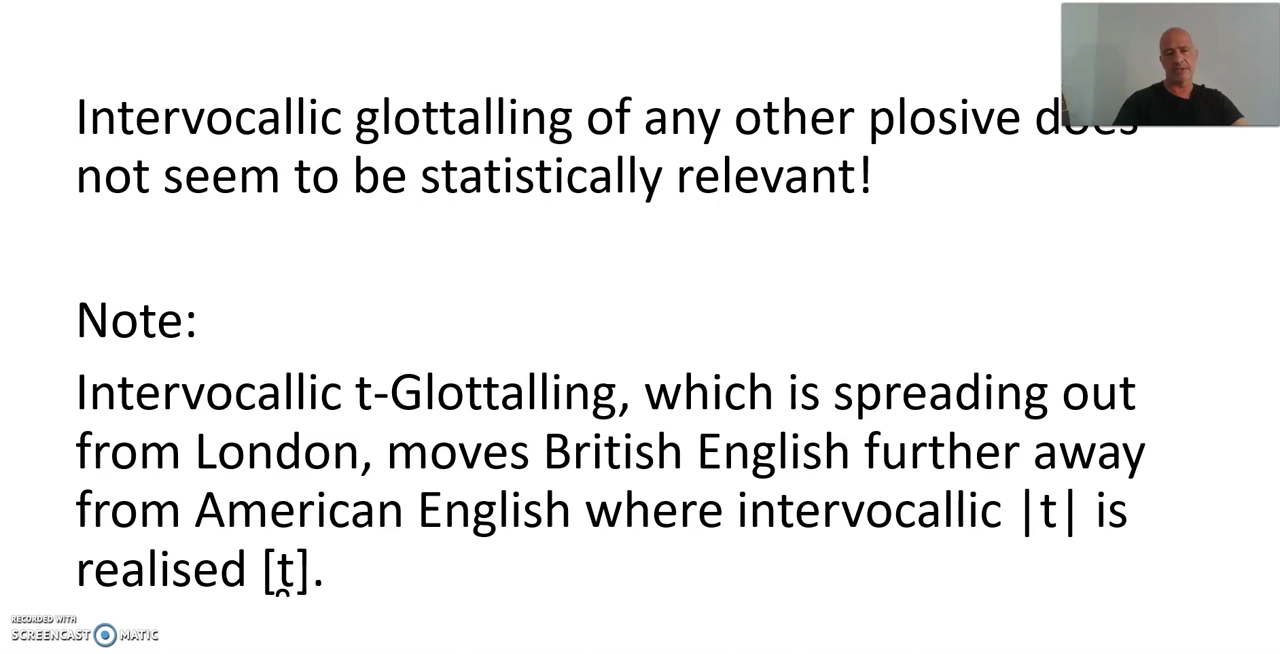 Intervocallic glottalling of any other plosive does
not seem to be statistically relevant!
Note:
Intervocallic t-Glottalling, which is spreading out
from London, moves British English further away
from American English where intervocallic |t| is
realised [t̯].
RECORDED WITH
SCREENCAST MATIC